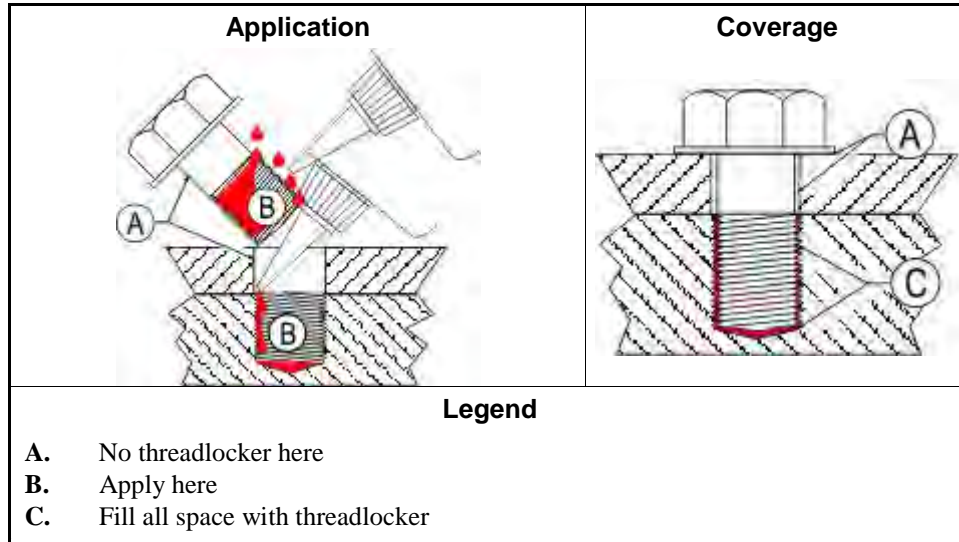 Application
Coverage
A
B
B
A
C
Legend
A. No threadlocker here
B. Apply here
C. Fill all space with threadlocker